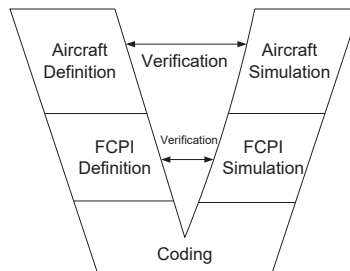 Aircraft
Definition
Verification
Aircraft
Simulation
FCPI
Definition
Verification
FCPI
Simulation
Coding